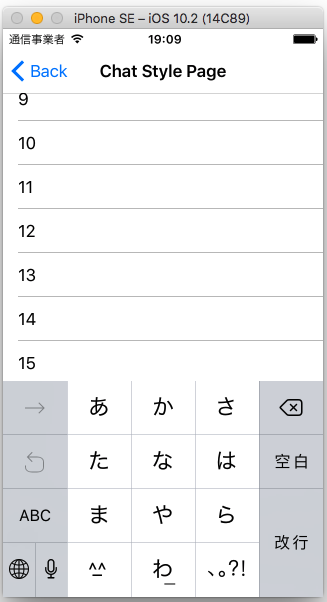 iPhone SE – iOS 10.2 (14C89)
通信事業者 19:09
Back Chat Style Page
9
10
11
12
13
14
15
→ あ か さ
た な は 空白
ABC ま や ら
^_^ わ_ 、。?! 改行